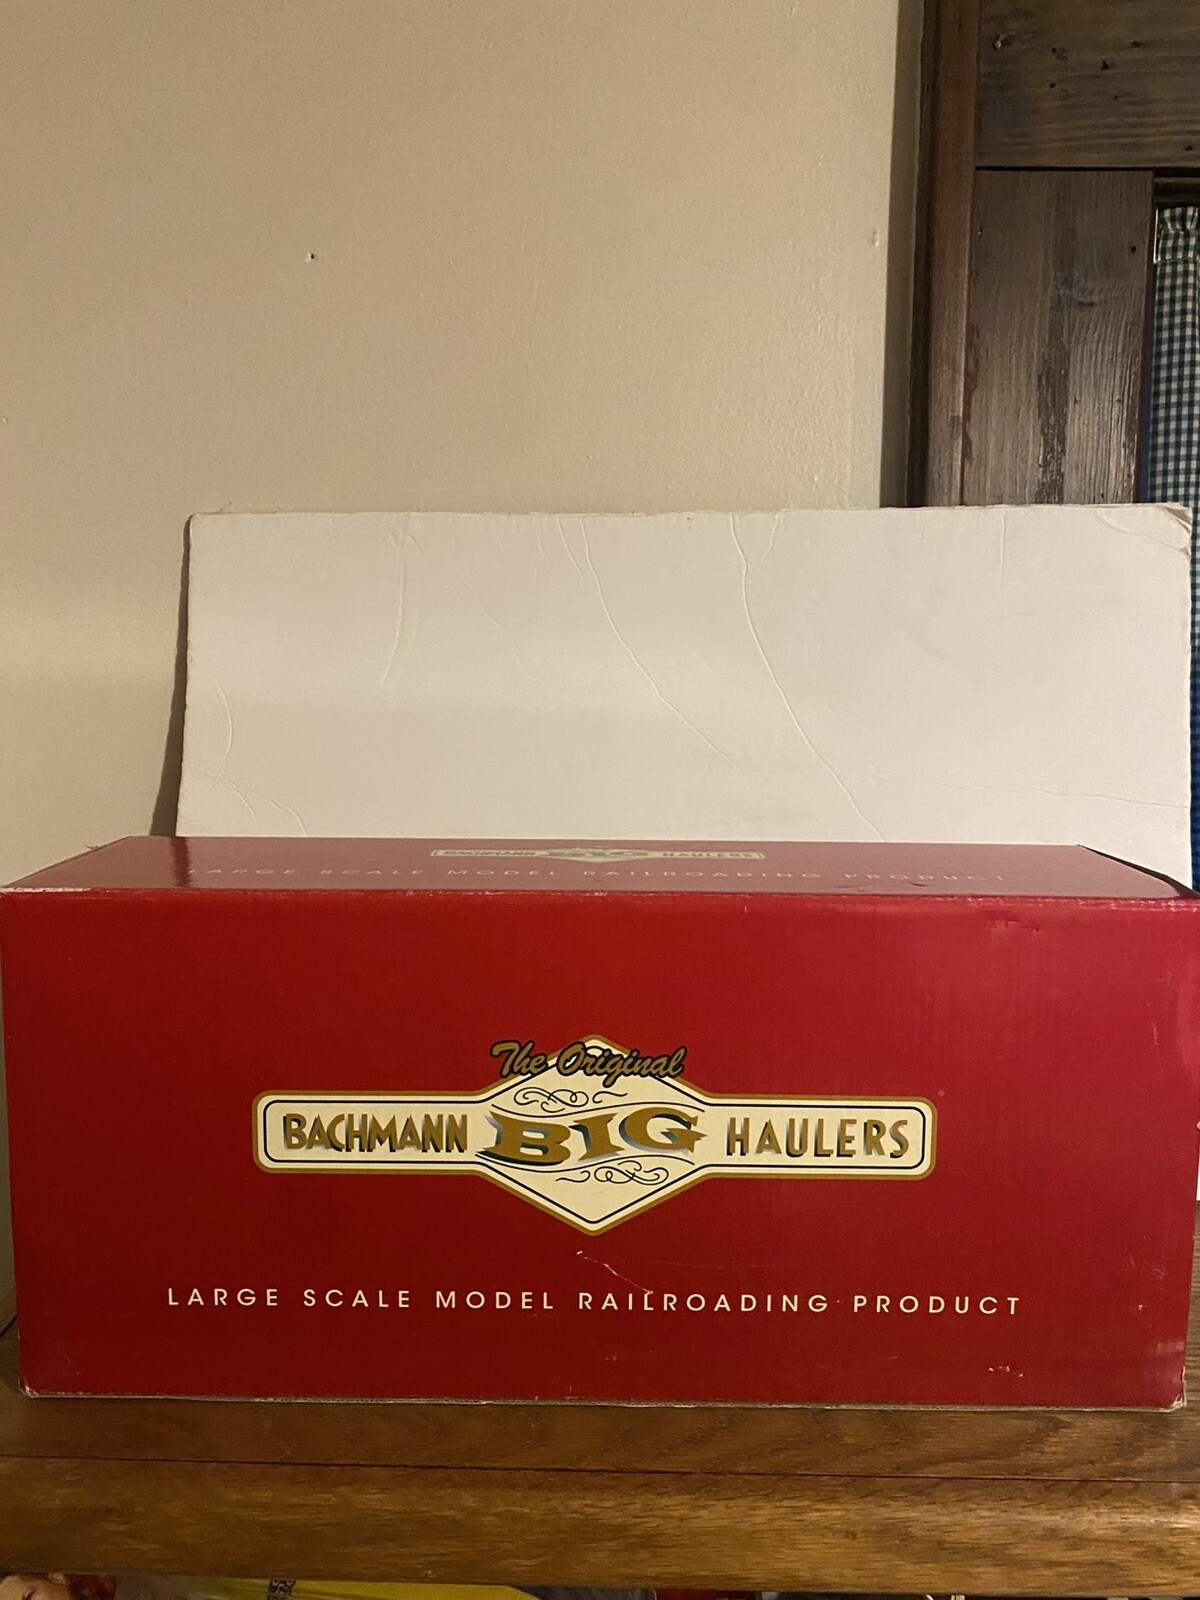 BACHMANN BIG HAULERS
LARGE SCALE MODEL RAILROADING PRODUCT
The Original
BACHMANN BIG HAULERS
LARGE SCALE MODEL RAILROADING PRODUCT